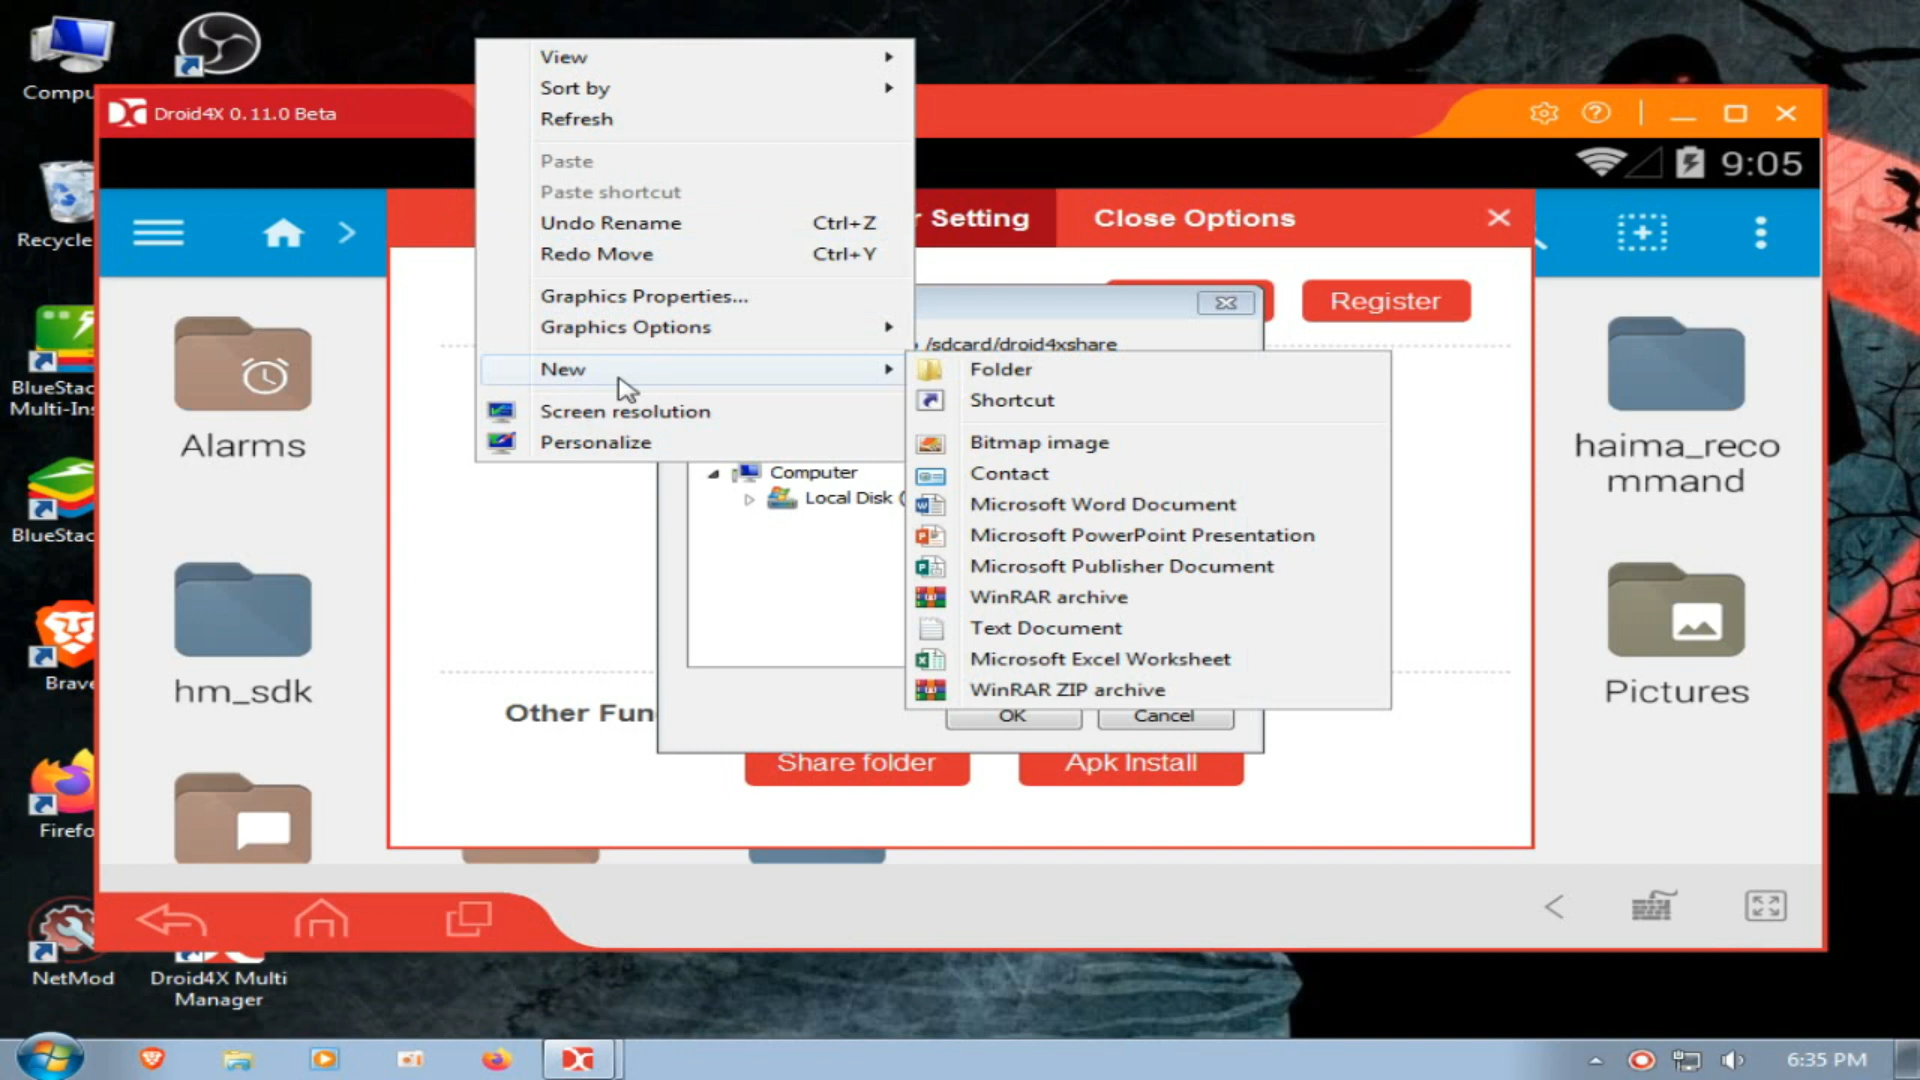 Compu
Droid4X 0.11.0 Beta
View
Sort by
Refresh
Paste
Paste shortcut
Undo Rename Ctrl+Z
Redo Move Ctrl+Y
Graphics Properties...
Graphics Options
New
Screen resolution
Personalize
9:05
r Setting
Close Options
Register
/sdcard/droid4xshare
Folder
Shortcut
Bitmap image
Contact
Microsoft Word Document
Microsoft PowerPoint Presentation
Microsoft Publisher Document
WinRAR archive
Text Document
Microsoft Excel Worksheet
WinRAR ZIP archive
Computer
Local Disk (
OK
Cancel
Other Fun
Share folder
Apk Install
Alarms
hm_sdk
haima_reco
mmand
Pictures
Recycle
BlueStac
Multi-Ins
BlueStac
Brave
Firefo
NetMod
Droid4X Multi
Manager
6:35 PM